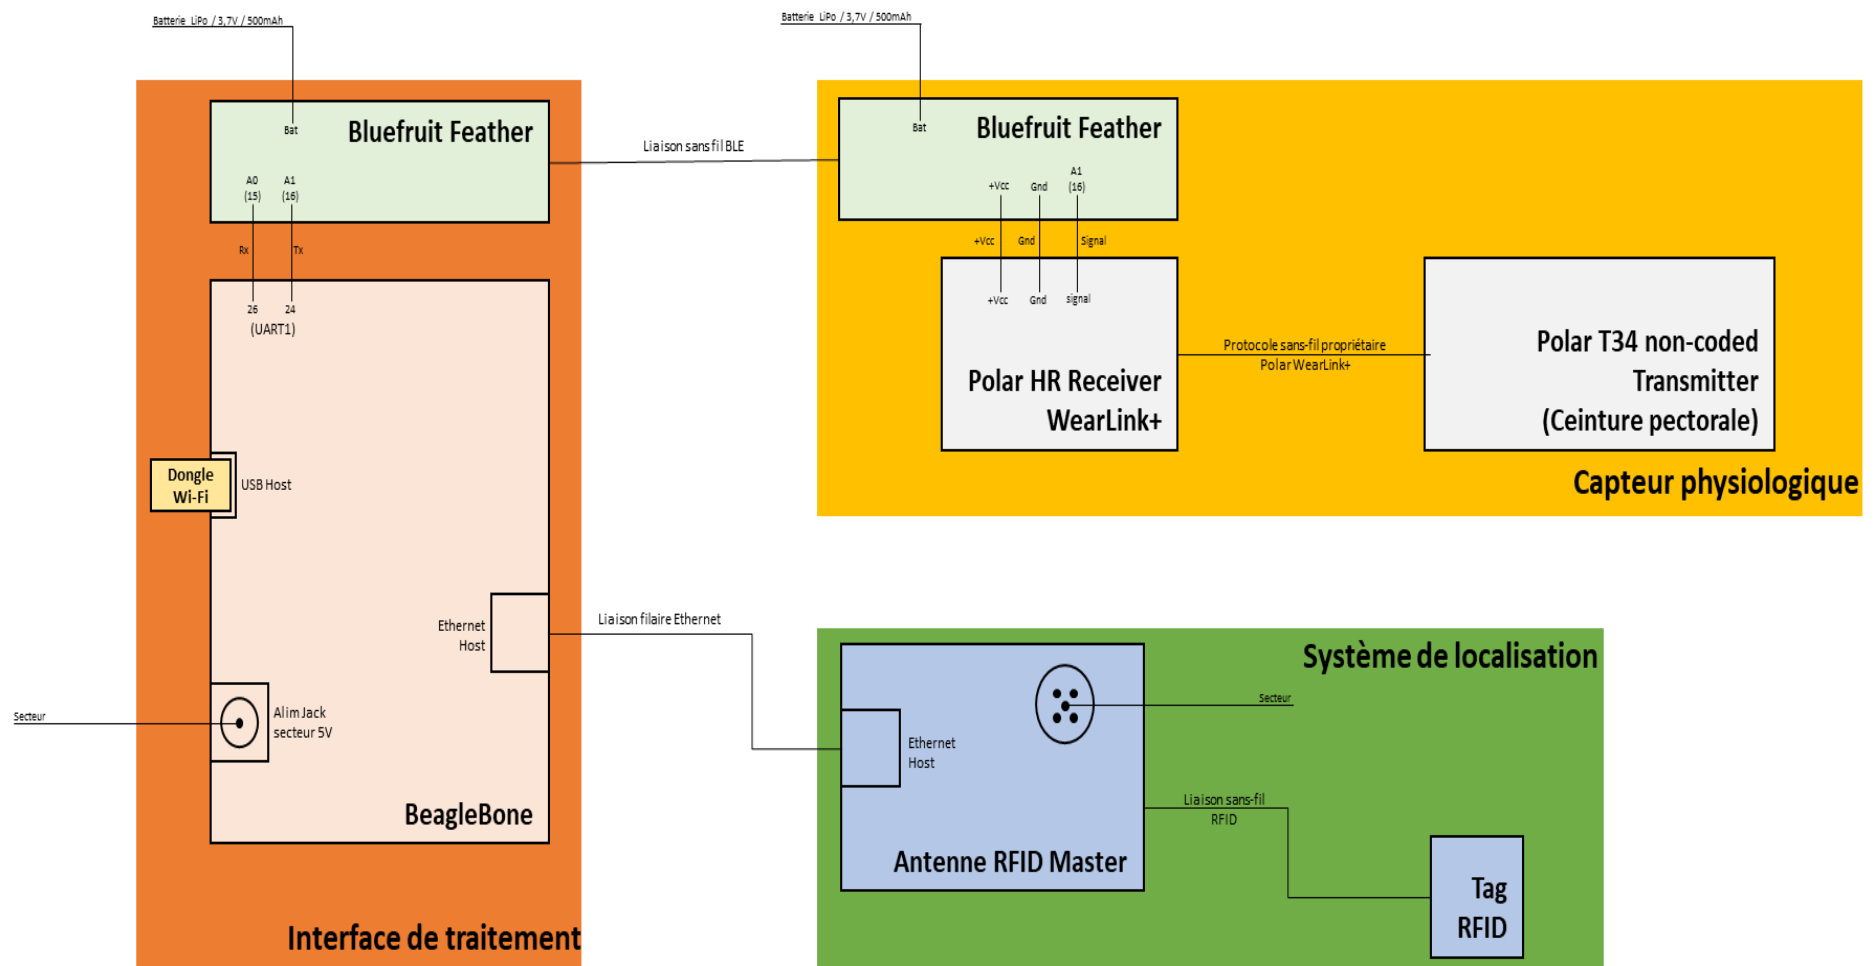 Batterie LiPo / 3,7V / 500mAh
Bat
Bluefruit Feather
A0
(15)
A1
(16)
Rx
Tx
26
24
(UART1)
Dongle
Wi-Fi
USB Host
Ethernet
Host
Alim Jack
secteur 5V
Secteur
BeagleBone
Interface de traitement
Liaison sans fil BLE
Batterie LiPo / 3,7V / 500mAh
Bat
Bluefruit Feather
+Vcc
Gnd
A1
(16)
+Vcc
Gnd
Signal
+Vcc
Gnd
signal
Polar HR Receiver
WearLink+
Protocole sans-fil propriétaire
Polar WearLink+
Polar T34 non-coded
Transmitter
(Ceinture pectorale)
Capteur physiologique
Liaison filaire Ethernet
Système de localisation
Secteur
Ethernet
Host
Liaison sans-fil
RFID
Antenne RFID Master
Tag
RFID